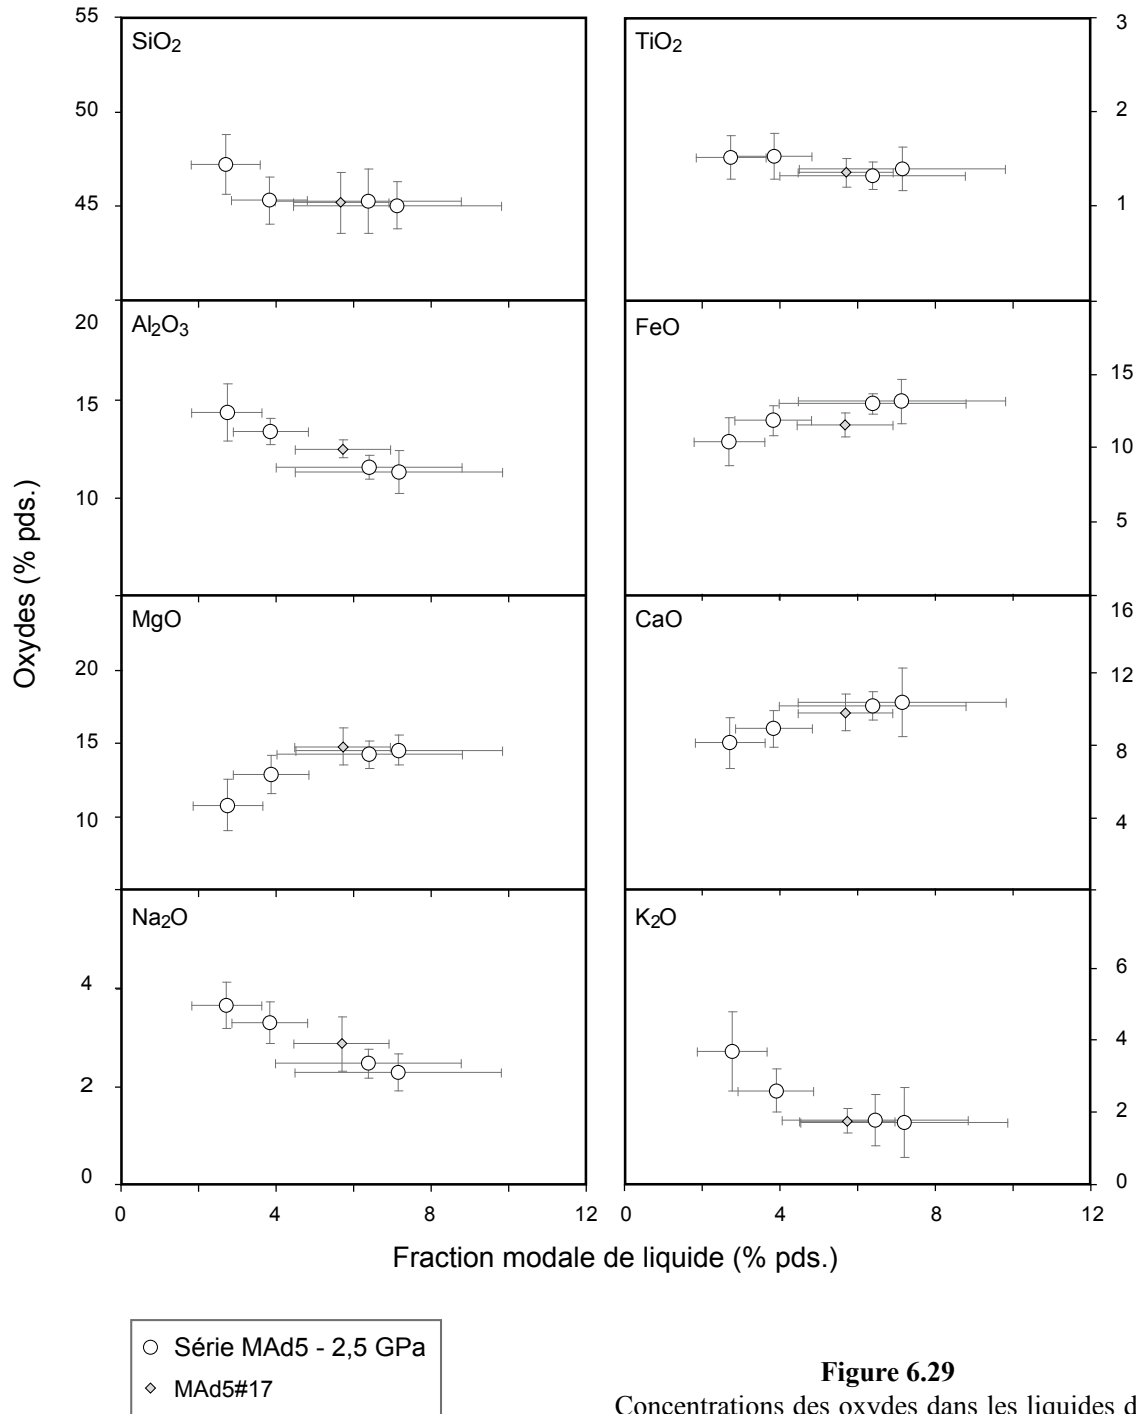 55
50
45
SiO2
TiO2
3
2
1
20
15
10
Al2O3
FeO
15
10
5
Oxydes (% pds.)
MgO
20
15
10
CaO
16
12
8
4
Na2O
4
2
0
K2O
6
4
2
0
0 4 8 12 0 4 8 12
Fraction modale de liquide (% pds.)
Série MAd5 - 2,5 GPa
MAd5#17
Figure 6.29
Concentrations des oxydes dans les liquides d